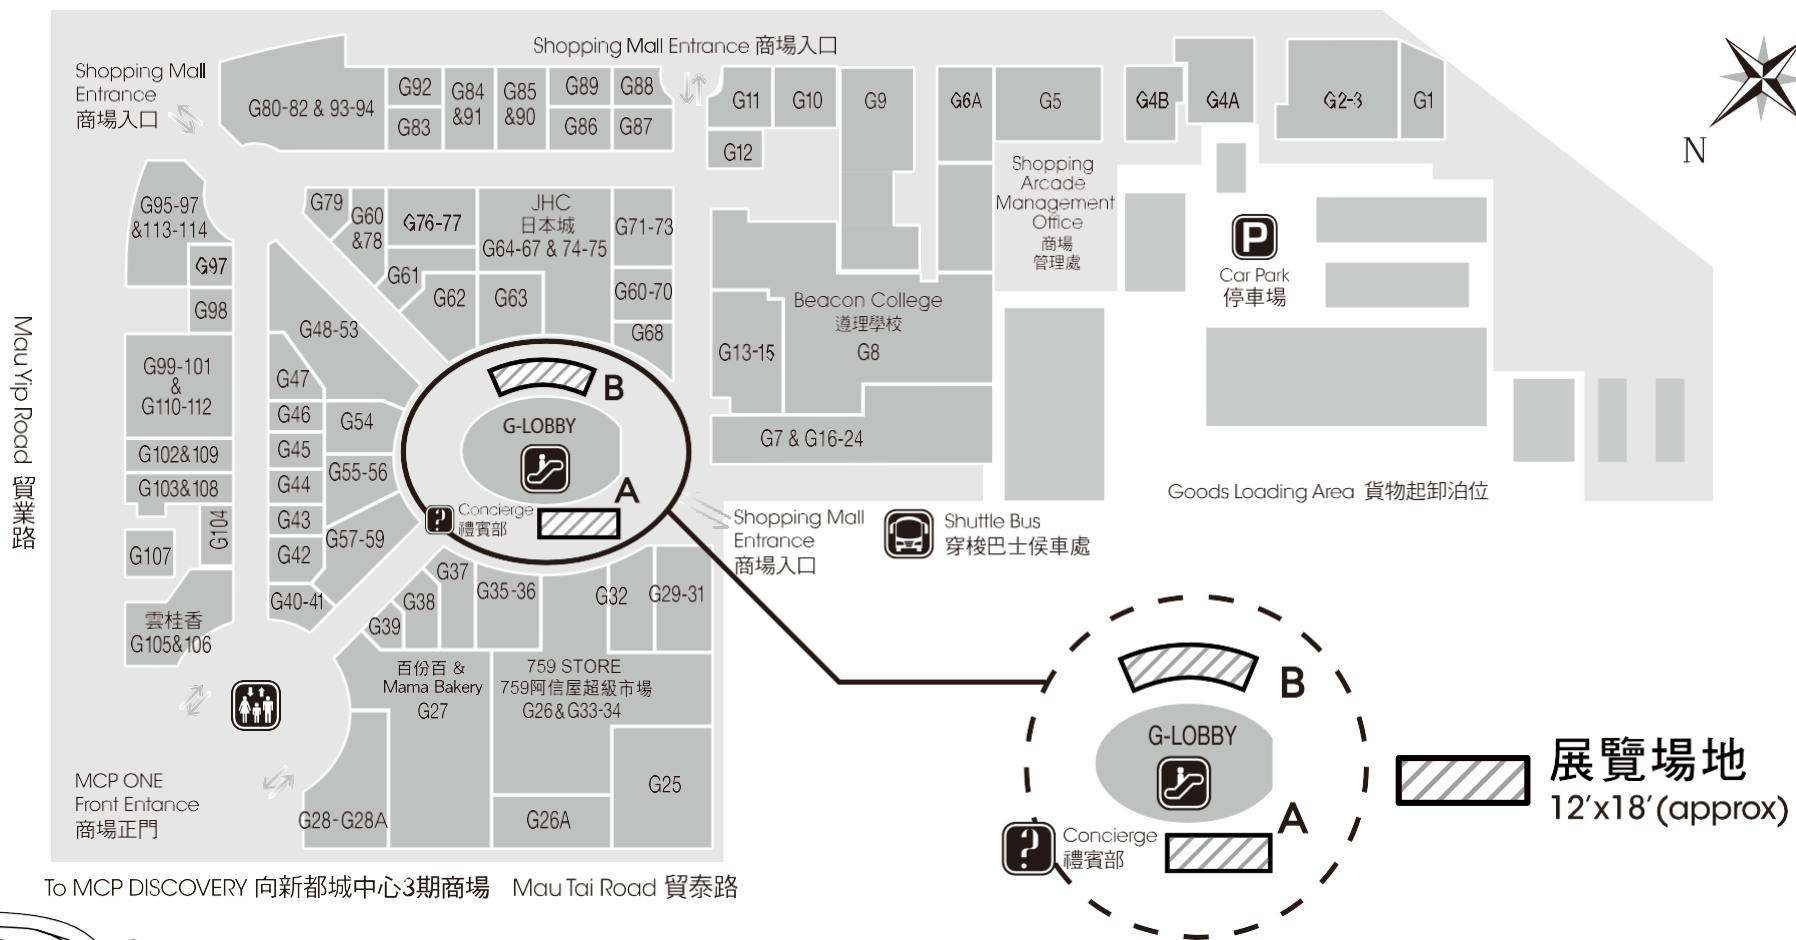 Shopping Mall Entrance 商場入口
Shopping Mall
Entrance
商場入口
G80-82 & 93-94
G92
G83
G84
&91
G85
&90
G89
G86
G88
G87
G11
G10
G12
G9
G6A
G5
G4B
G4A
G2-3
G1
N
Shopping
Arcade
Management
Office
商場
管理處
P
Car Park
停車場
G95-97
&113-114
G97
G98
G79
G60
&78
G76-77
G61
G62
G63
JHC
日本城
G64-67 & 74-75
G71-73
G60-70
G68
Beacon College
遵理學校
G8
G13-15
G7 & G16-24
Mau Yip Road 貿業路
G99-101
&
G110-112
G102&109
G103&108
G104
G107
雲桂香
G105&106
G48-53
G47
G46
G45
G44
G43
G42
G40-41
G54
G55-56
G57-59
B
G-LOBBY
A
?
Concierge
禮賓部
Shopping Mall
Entrance
商場入口
Shuttle Bus
穿梭巴士侯車處
Goods Loading Area 貨物起卸泊位
G37
G38
G39
G35-36
G32
G29-31
百份百 &
Mama Bakery
G27
759 STORE
759阿信屋超級市場
G26&G33-34
G25
G26A
G28-G28A
MCP ONE
Front Entance
商場正門
To MCP DISCOVERY 向新都城中心3期商場
Mau Tai Road 貿泰路
B
G-LOBBY
A
?
Concierge
禮賓部
展覽場地
12'x18'(approx)